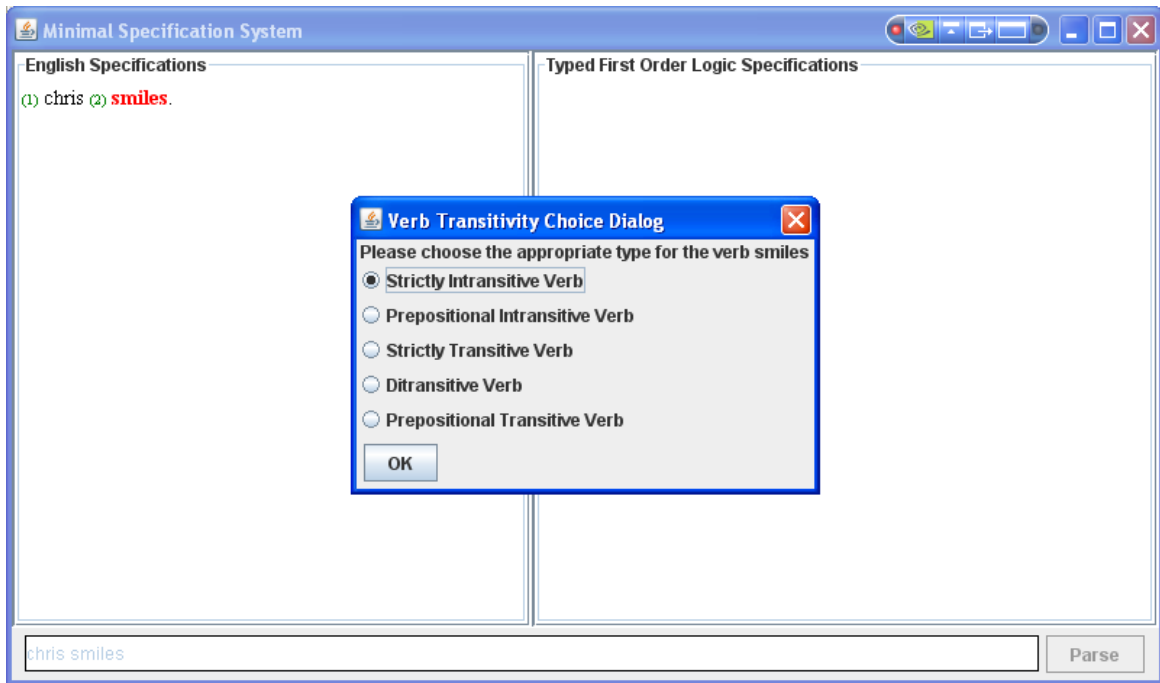 Minimal Specification System
English Specifications
Typed First Order Logic Specifications
(1) chris (2) smiles.
Verb Transitivity Choice Dialog
Please choose the appropriate type for the verb smiles
Strictly Intransitive Verb
Prepositional Intransitive Verb
Strictly Transitive Verb
Ditransitive Verb
Prepositional Transitive Verb
OK
chris smiles
Parse